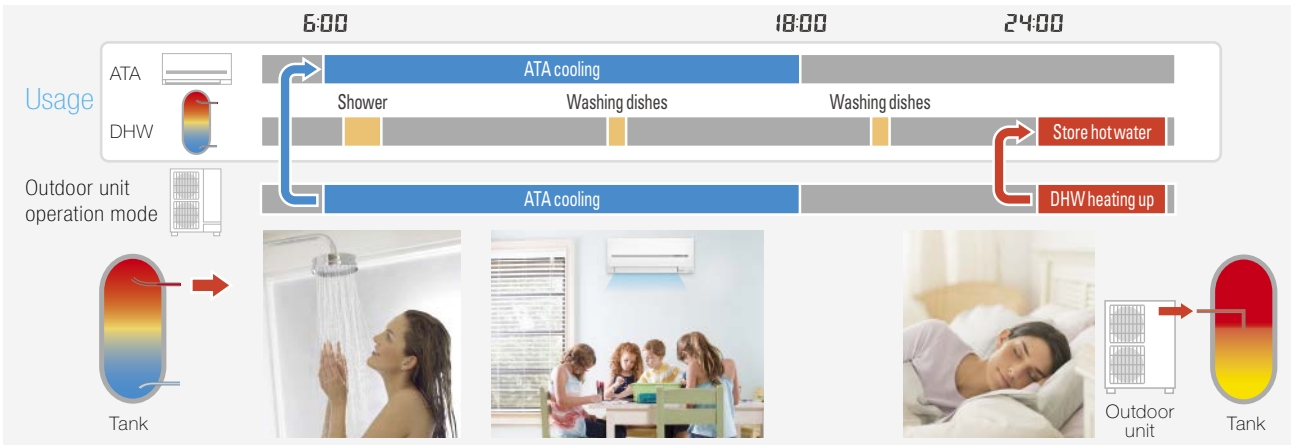 6:00 18:00 24:00
Usage
ATA
ATA cooling
Shower Washing dishes Washing dishes
DHW
Store hot water
Outdoor unit
operation mode
ATA cooling DHW heating up
Tank
Outdoor
unit
Tank